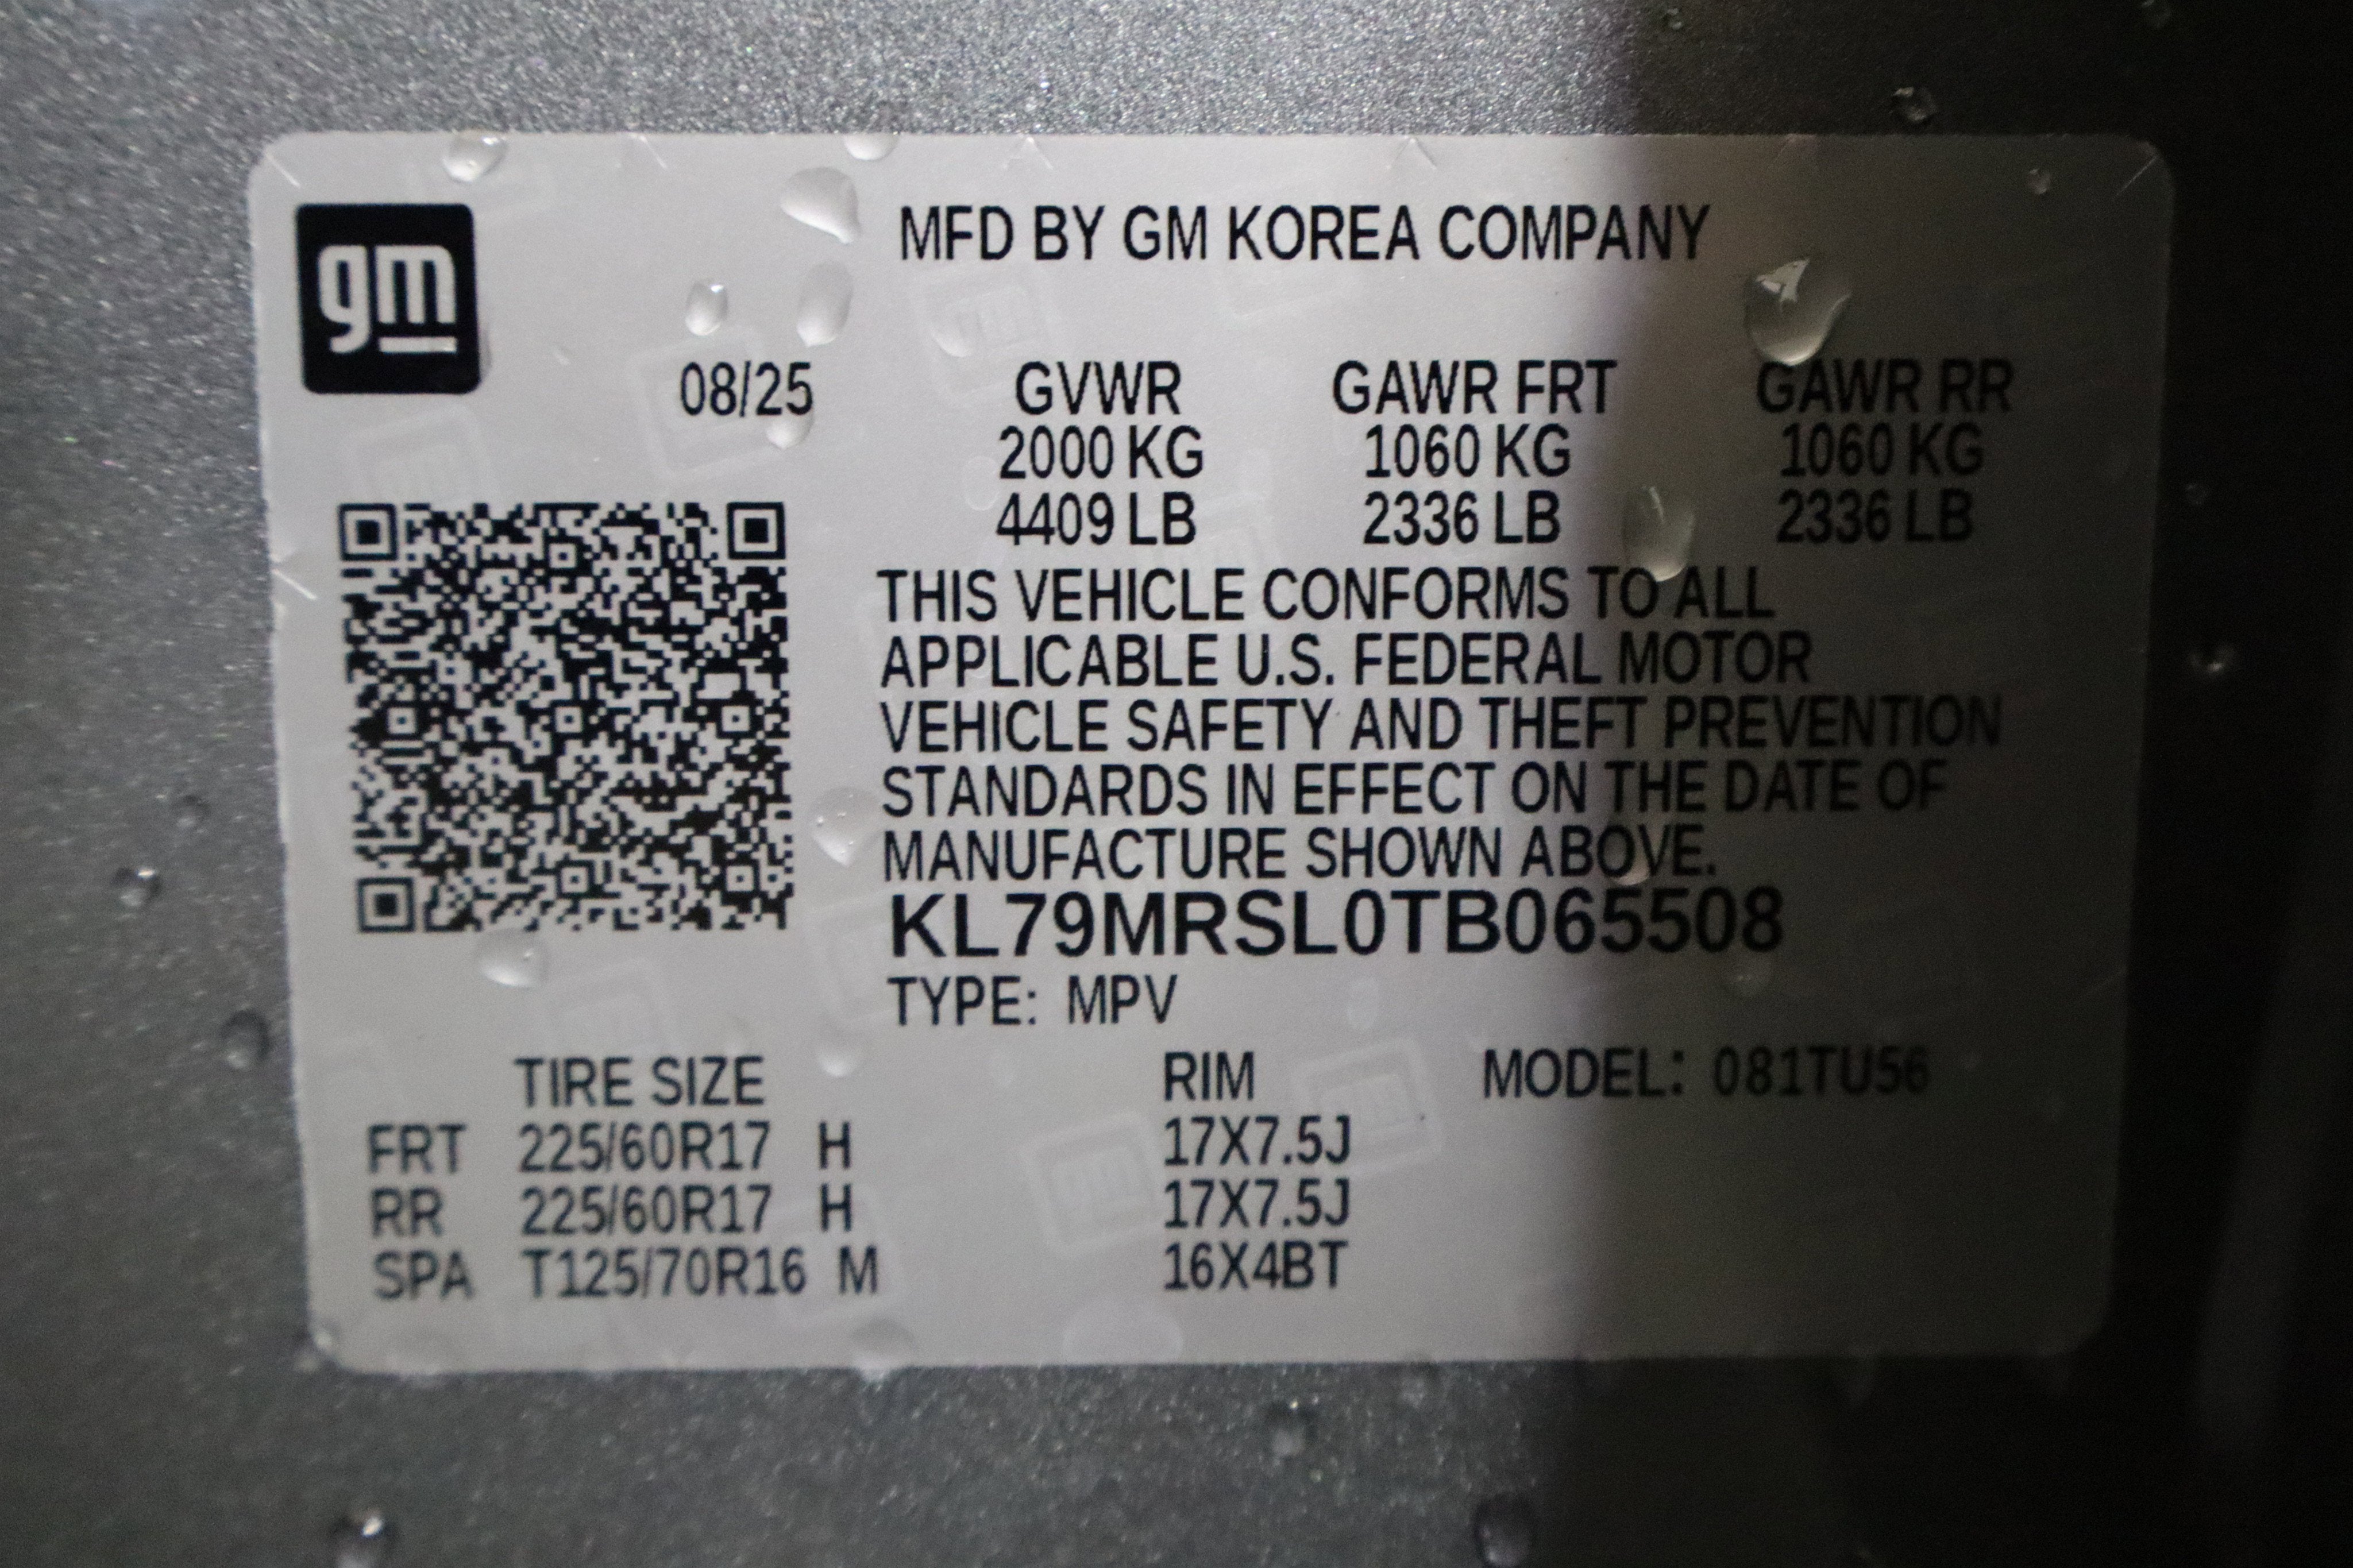 gm
MFD BY GM KOREA COMPANY
08/25 GVWR GAWR FRT GAWR RR
2000 KG 1060 KG 1060 KG
4409 LB 2336 LB 2336 LB
THIS VEHICLE CONFORMS TO ALL
APPLICABLE U.S. FEDERAL MOTOR
VEHICLE SAFETY AND THEFT PREVENTION
STANDARDS IN EFFECT ON THE DATE OF
MANUFACTURE SHOWN ABOVE.
KL79MRSL0TB065508
TYPE: MPV
TIRE SIZE RIM MODEL: 081TU56
FRT 225/60R17 H 17X7.5J
RR 225/60R17 H 17X7.5J
SPA T125/70R16 M 16X4BT